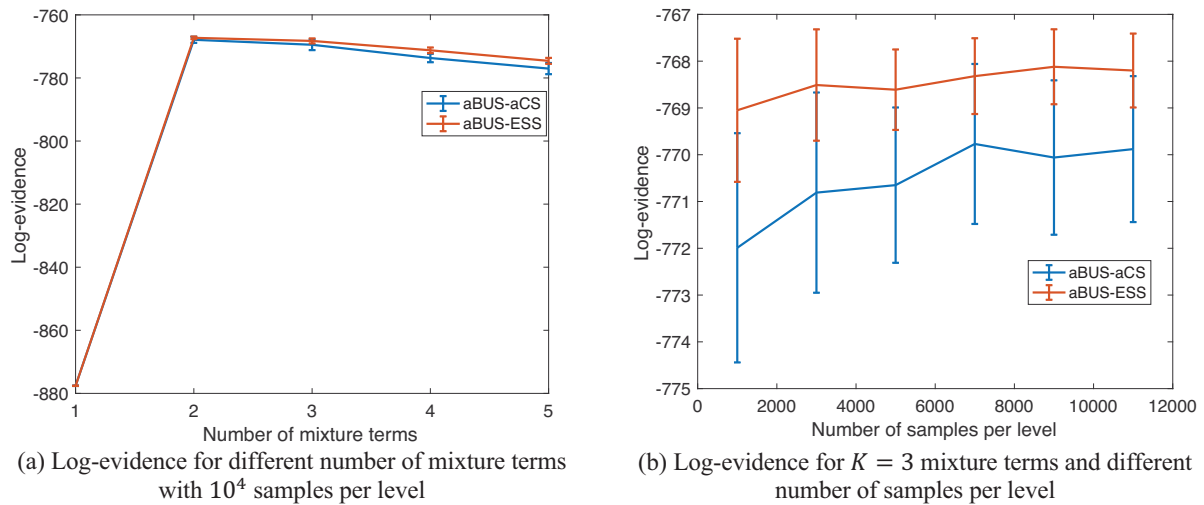 -760
-780
-800
-820
-840
-860
-880
Log-evidence
1
2
3
4
5
Number of mixture terms
aBUS-aCS
aBUS-ESS
(a) Log-evidence for different number of mixture terms
with 10⁴ samples per level
-767
-768
-769
-770
-771
-772
-773
-774
-775
Log-evidence
0
2000
4000
6000
8000
10000
12000
Number of samples per level
aBUS-aCS
aBUS-ESS
(b) Log-evidence for K = 3 mixture terms and different
number of samples per level